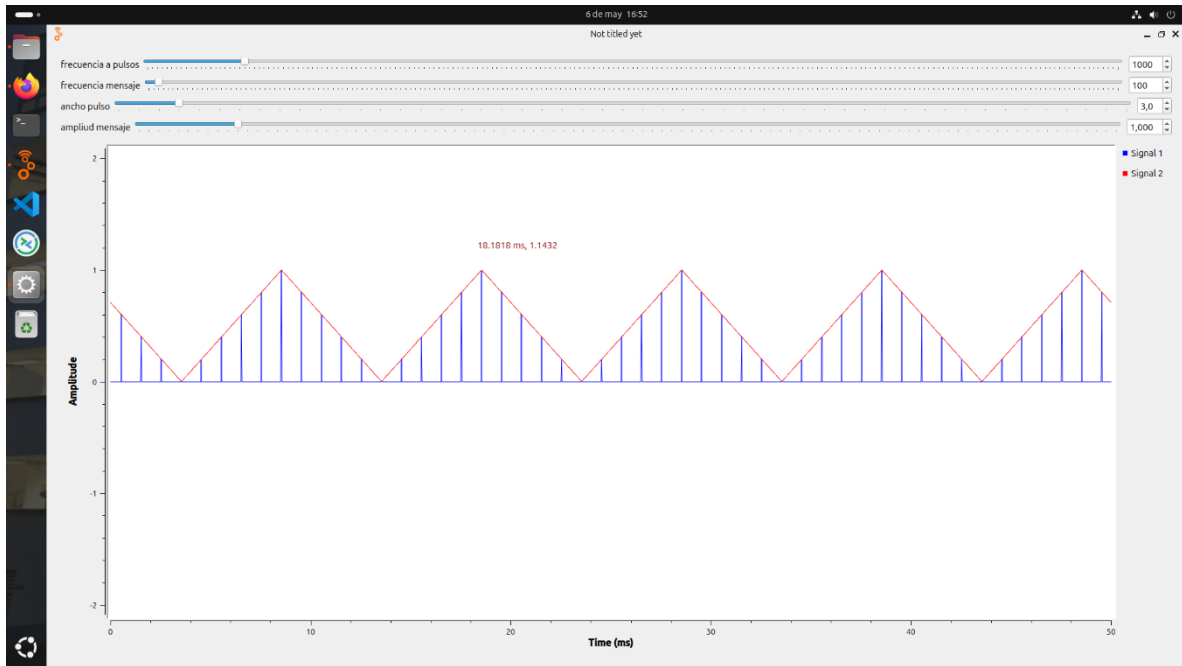 6 de may 16:52
Not titled yet
frecuencia a pulsos 1000
frecuencia mensaje 100
ancho pulso 3,0
ampliud mensaje 1,000
Signal 1
Signal 2
2
18.1818 ms, 1.1432
1
Amplitude
0
-1
-2
0 10 20 30 40 50
Time (ms)